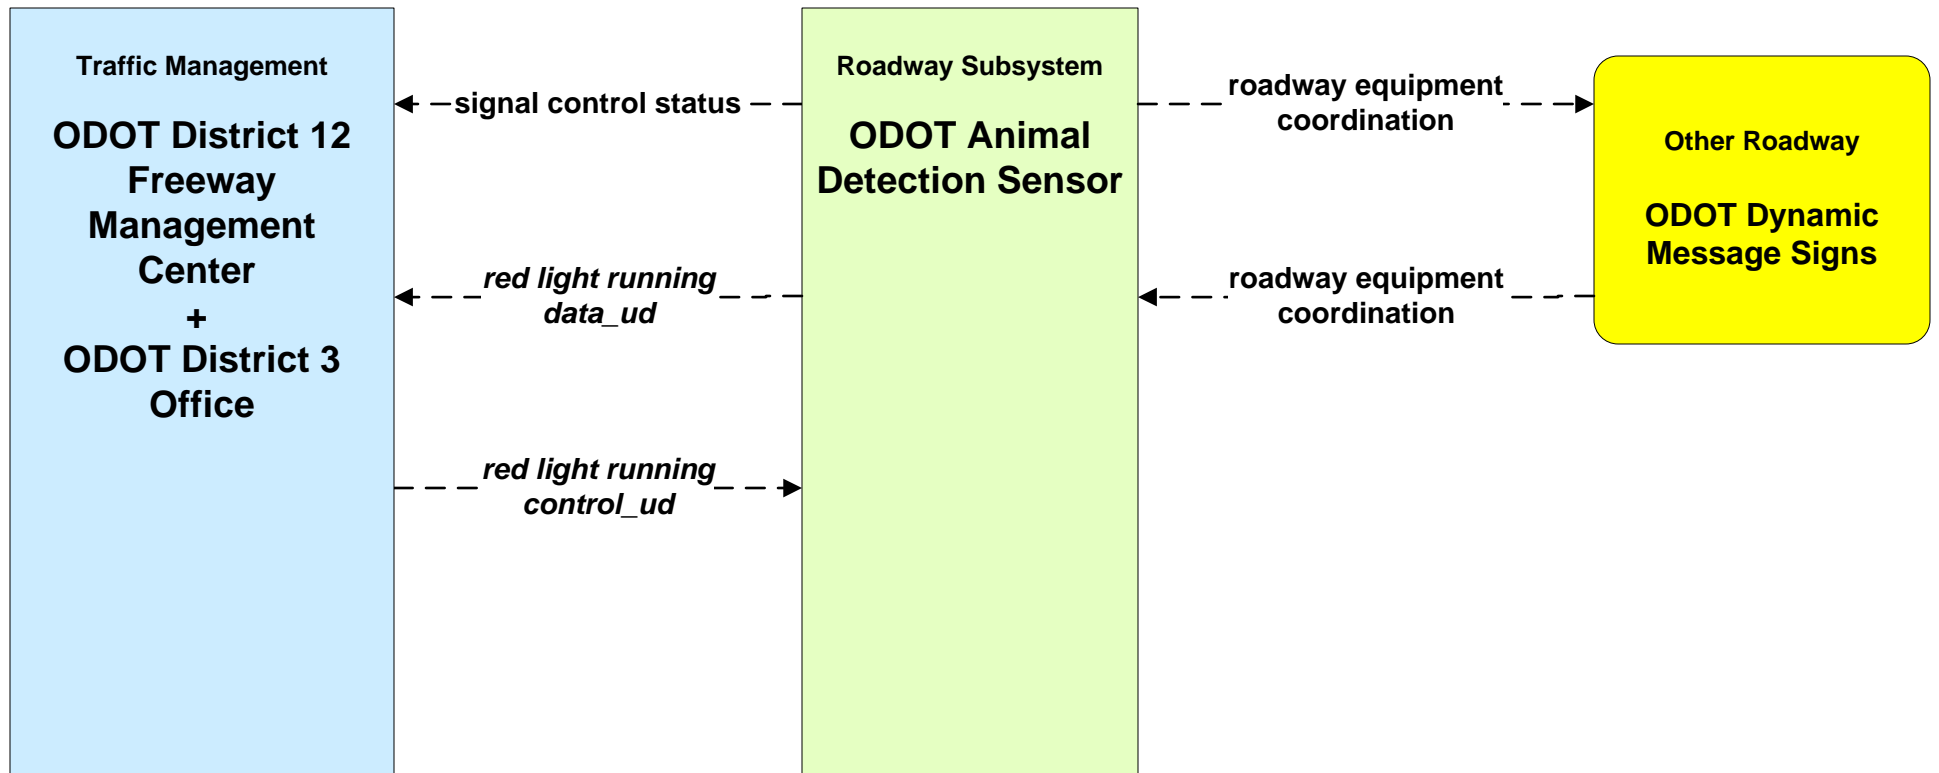 Traffic Management
ODOT District 12
Freeway
Management
Center
+
ODOT District 3
Office
signal control status
red light running
data_ud
red light running
control_ud
Roadway Subsystem
ODOT Animal
Detection Sensor
roadway equipment
coordination
roadway equipment
coordination
Other Roadway
ODOT Dynamic
Message Signs